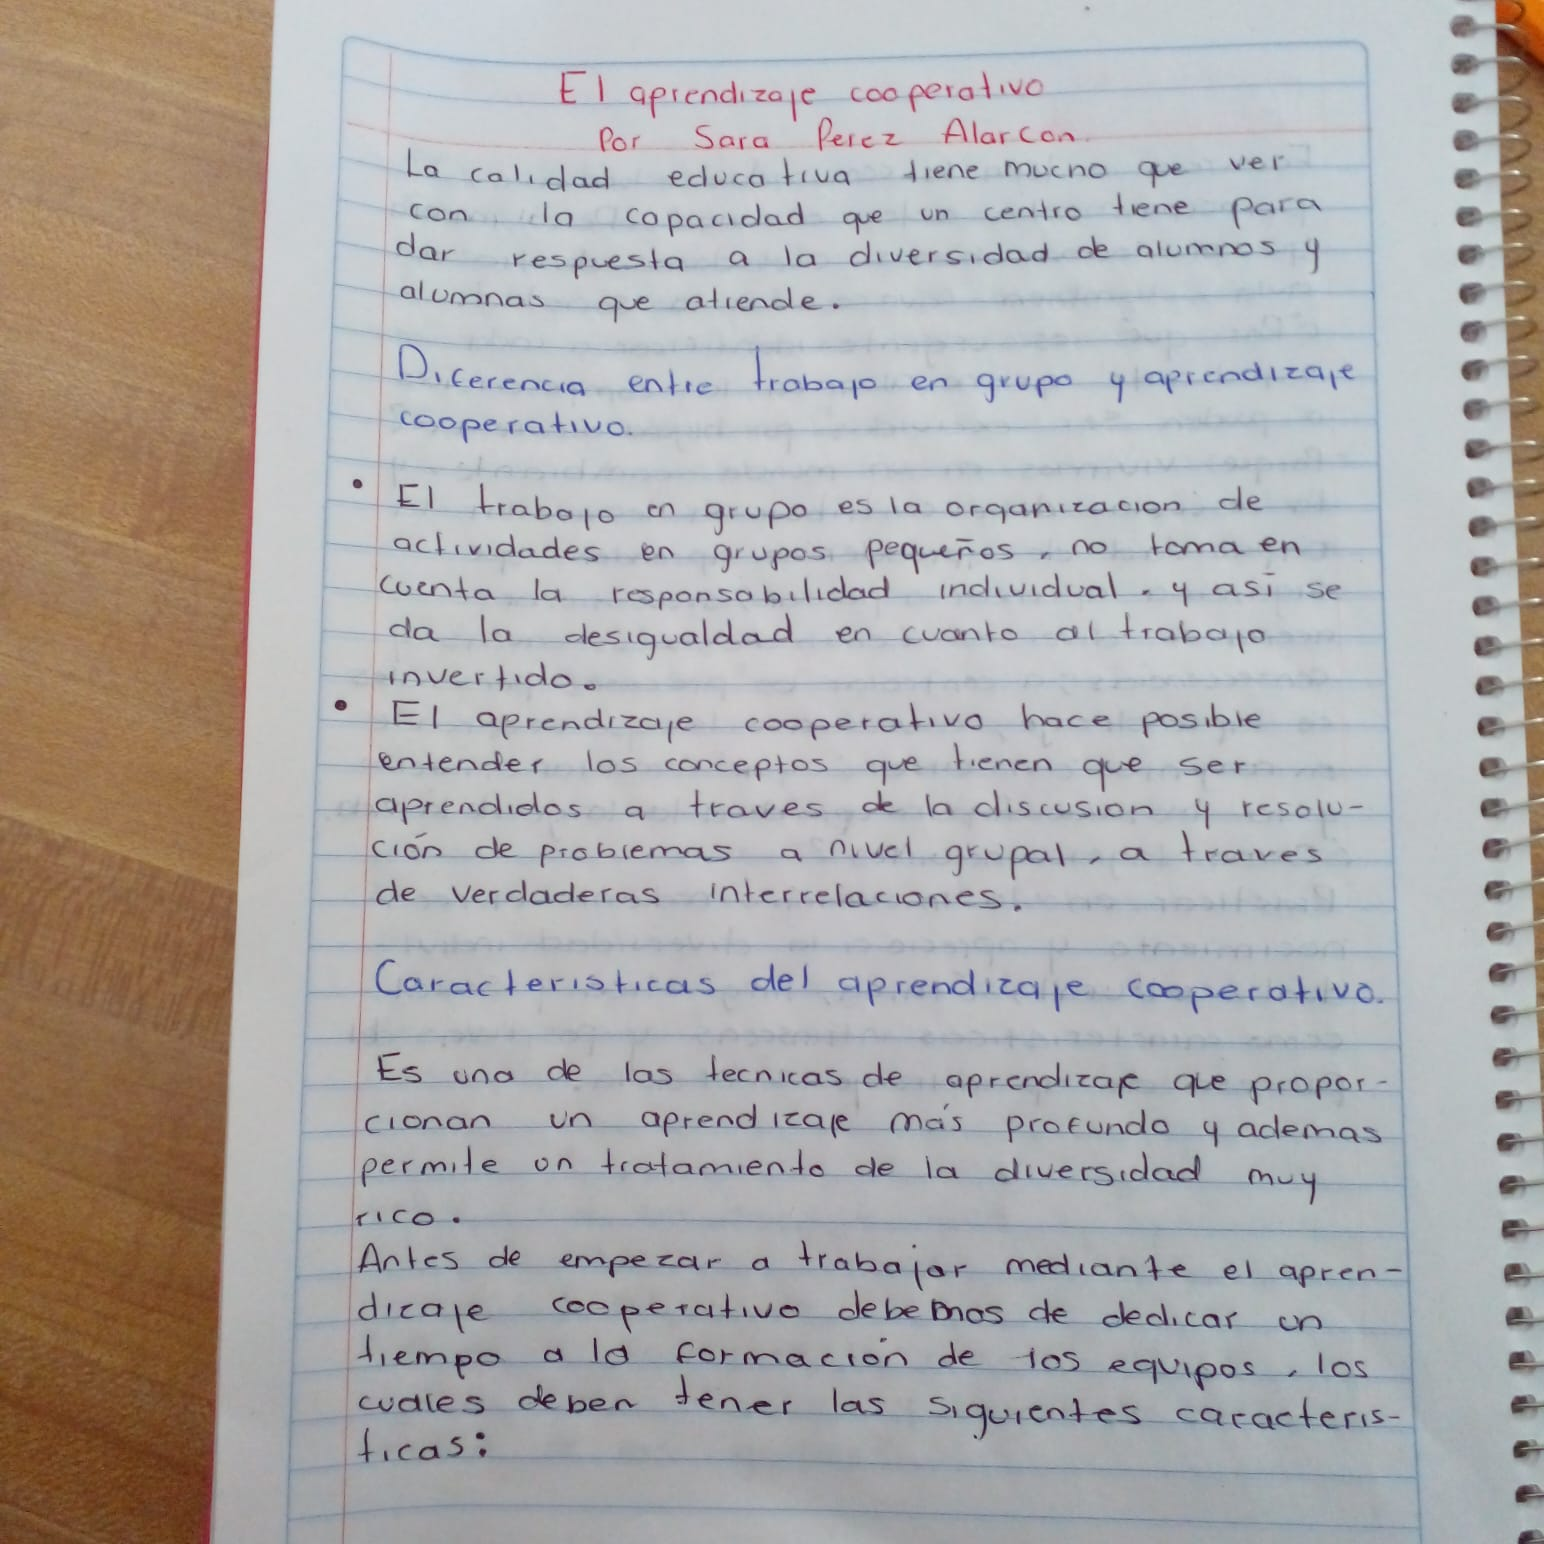 El aprendizaje cooperativo
Por Sara Perez Alarcon.
La calidad educativa tiene mucho que ver
con la capacidad que un centro tiene para
dar respuesta a la diversidad de alumnos y
alumnas que atiende.
Diferencia entre trabajo en grupo y aprendizaje
cooperativo.
• El trabajo en grupo es la organizacion de
actividades en grupos pequeños, no toma en
cuenta la responsabilidad individual, y así se
da la desigualdad en cuanto al trabajo
invertido.
• El aprendizaje cooperativo hace posible
entender los conceptos que tienen que ser
aprendidos a traves de la discusion y resolu-
ción de problemas a nivel grupal, a traves
de verdaderas interrelaciones.
Caracteristicas del aprendizaje cooperativo.
Es una de las tecnicas de aprendizaje que propor-
cionan un aprendizaje más profundo y ademas
permite un tratamiento de la diversidad muy
rico.
Antes de empezar a trabajar mediante el apren-
dizaje cooperativo debemos de dedicar un
tiempo a la formación de los equipos, los
cuales deben tener las siguientes caracteris-
ticas: